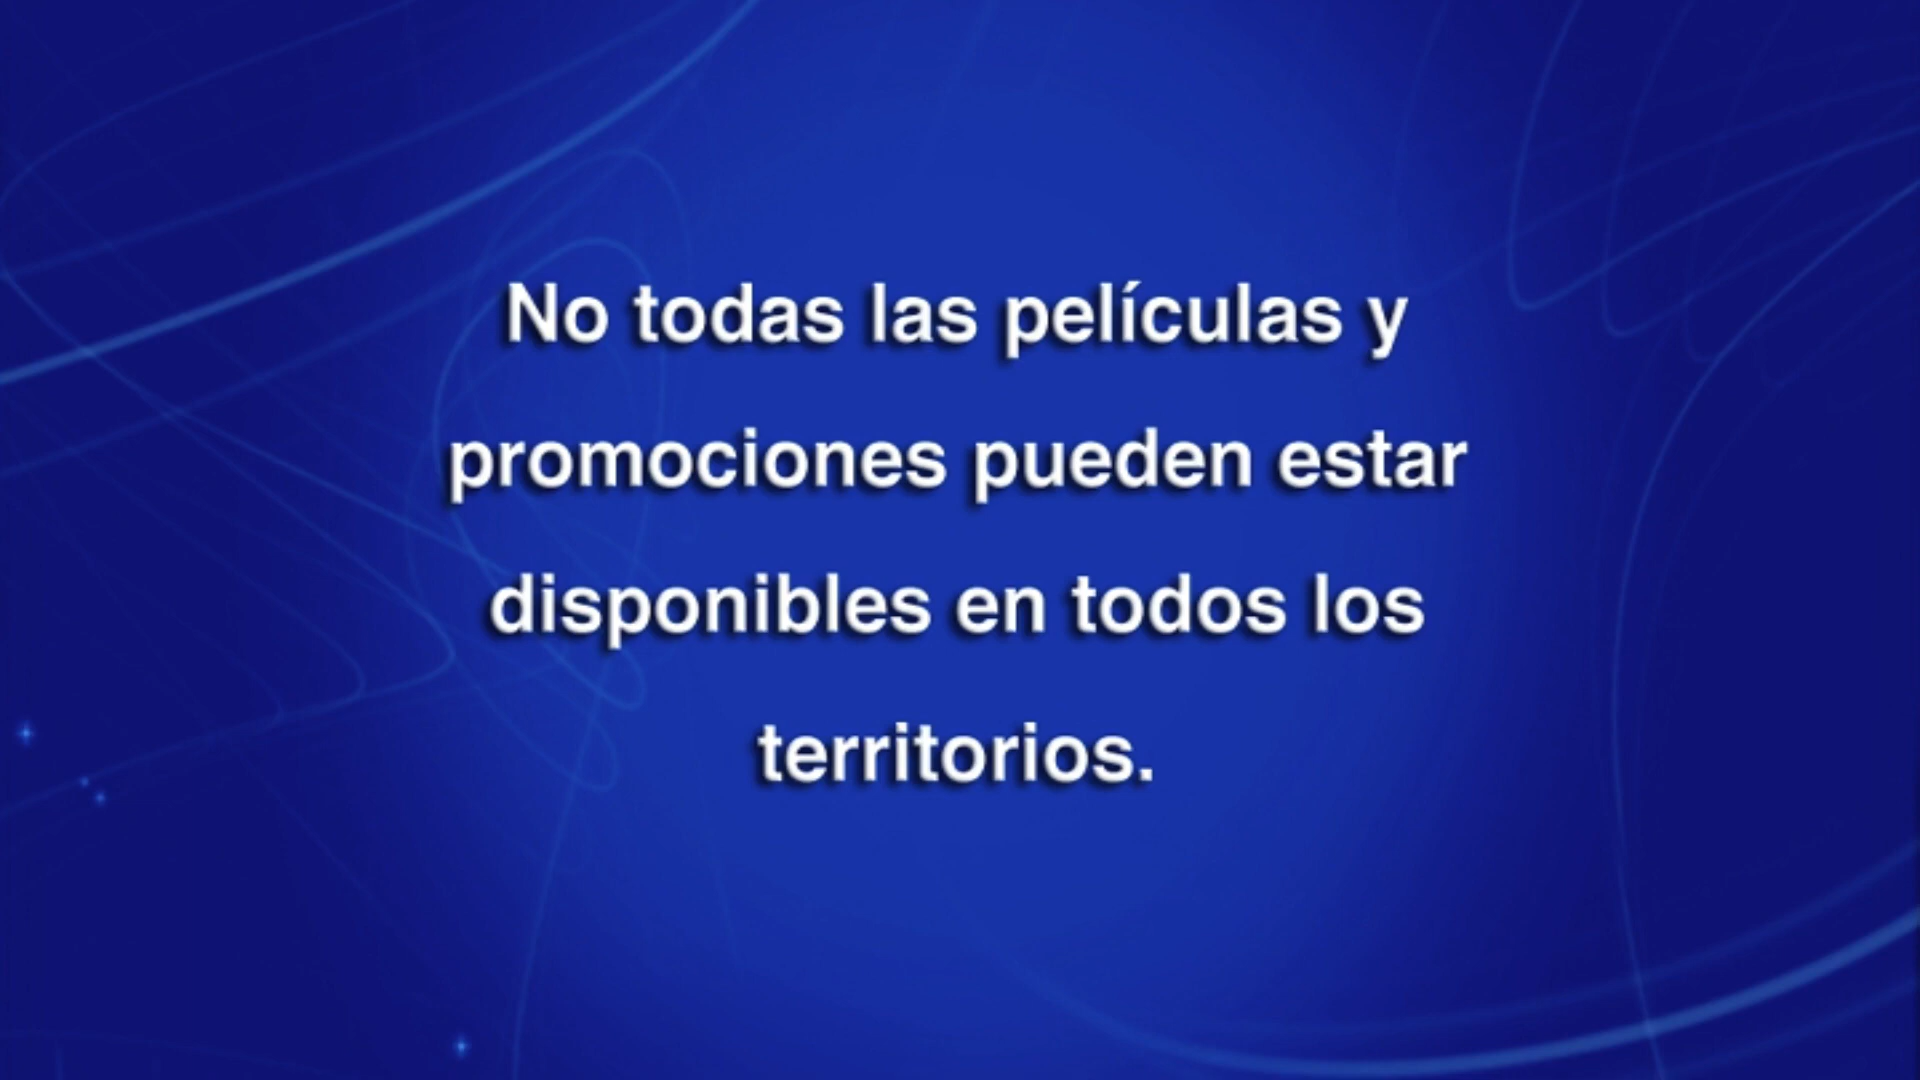 No todas las películas y
promociones pueden estar
disponibles en todos los
territorios.